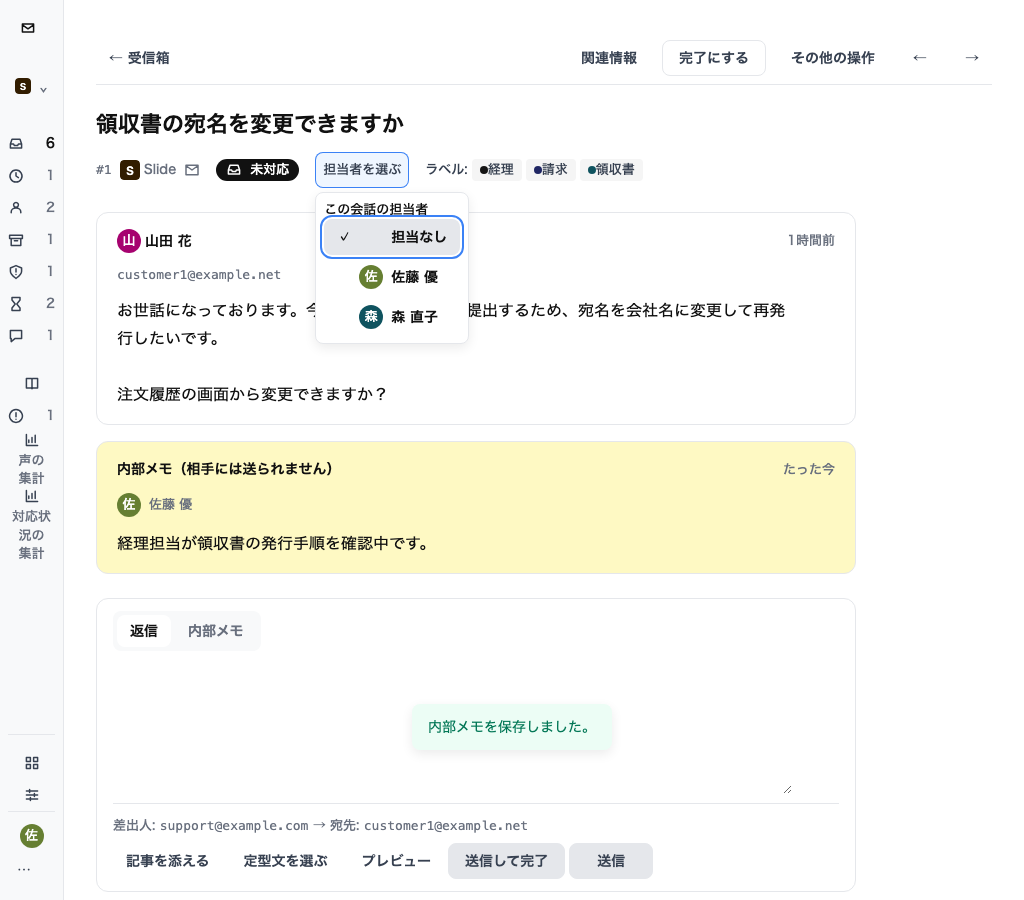 ← 受信箱
関連情報
完了にする
その他の操作
←
→
S
6
1
2
1
1
2
1
1
声の
集計
対応状
況の
集計
佐
…
領収書の宛名を変更できますか
#1 S Slide 未対応 担当者を選ぶ ラベル: 経理 請求 領収書
この会話の担当者
✓ 担当なし
佐 佐藤 優
森 森 直子
山 山田 花
1時間前
customer1@example.net
お世話になっております。今
提出するため、宛名を会社名に変更して再発
行したいです。
注文履歴の画面から変更できますか？
内部メモ（相手には送られません）
たった今
佐 佐藤 優
経理担当が領収書の発行手順を確認中です。
返信 内部メモ
内部メモを保存しました。
差出人: support@example.com → 宛先: customer1@example.net
記事を添える 定型文を選ぶ プレビュー 送信して完了 送信